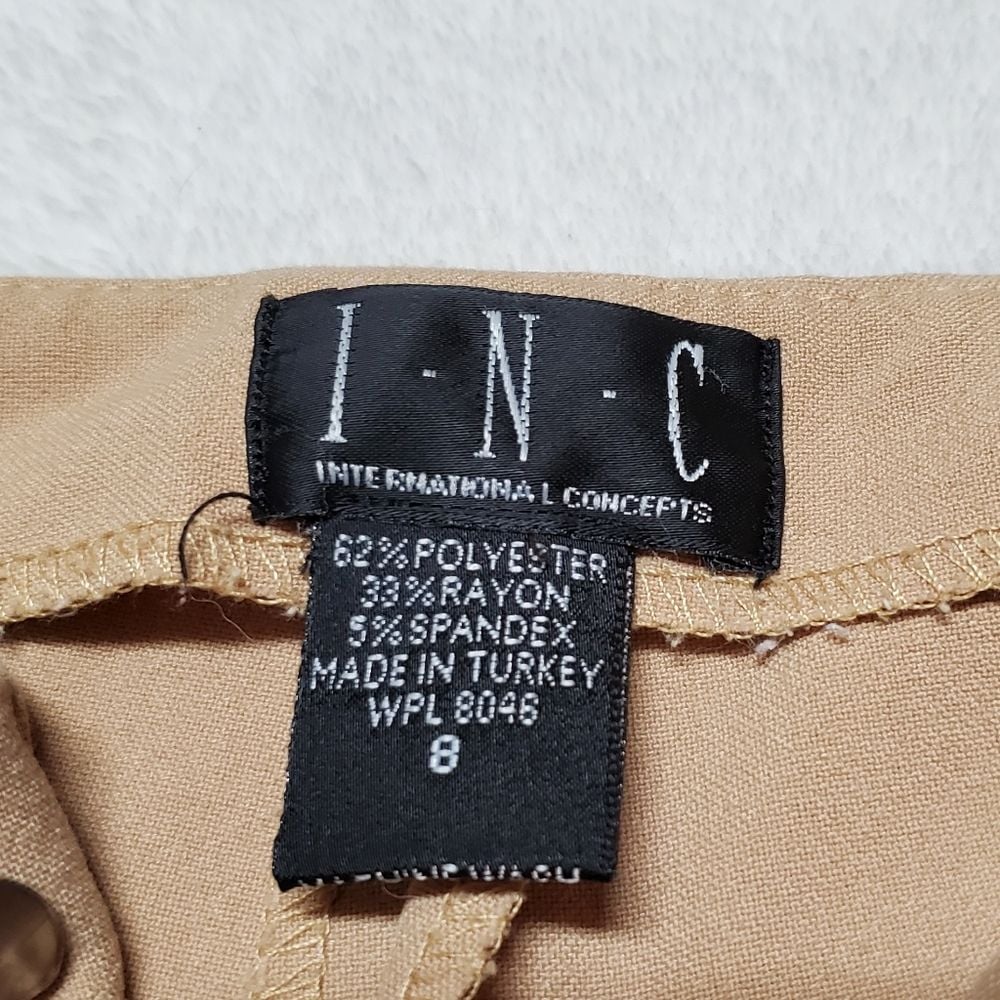 I·N·C
INTERNATIONAL CONCEPTS
62% POLYESTER
33% RAYON
5% SPANDEX
MADE IN TURKEY
WPL 8046
8